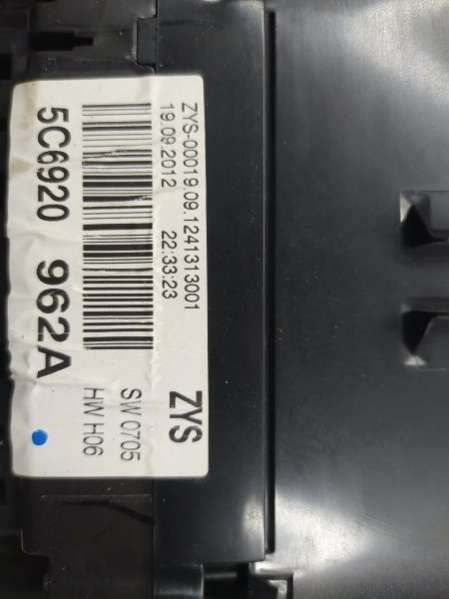 ZYS-00019.09.1241313001
19.09.2012 22:33:23
ZYS
SW 0705
HW H06
5C6920 962A